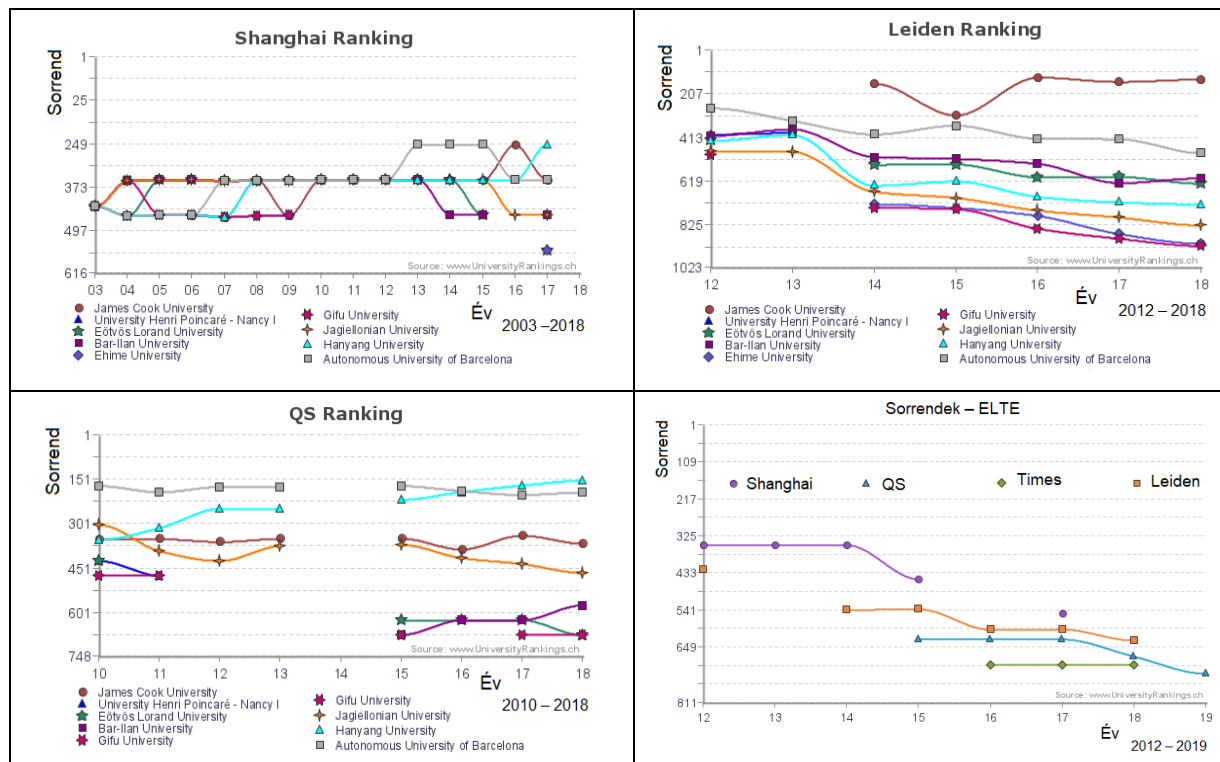 Shanghai Ranking
Sorrend
1
25
249
373
497
616
Source: www.UniversityRankings.ch
03 04 05 06 07 08 09 10 11 12 13 14 15 16 17 18
Év
2003 –2018
James Cook University
University Henri Poincaré - Nancy I
Eötvös Lorand University
Bar-Ilan University
Ehime University
Gifu University
Jagiellonian University
Hanyang University
Autonomous University of Barcelona
Leiden Ranking
Sorrend
1
207
413
619
825
1023
Source: www.UniversityRankings.ch
12 13 14 15 16 17 18
Év
2012 –2018
James Cook University
University Henri Poincaré - Nancy I
Eötvös Lorand University
Bar-Ilan University
Ehime University
Gifu University
Jagiellonian University
Hanyang University
Autonomous University of Barcelona
QS Ranking
Sorrend
1
151
301
451
601
748
Source: www.UniversityRankings.ch
10 11 12 13 14 15 16 17 18
Év
2010 –2018
James Cook University
University Henri Poincaré - Nancy I
Eötvös Lorand University
Bar-Ilan University
Gifu University
Gifu University
Jagiellonian University
Hanyang University
Autonomous University of Barcelona
Sorrendek – ELTE
Sorrend
1
109
217
325
433
541
649
811
Shanghai QS Times Leiden
Source: www.UniversityRankings.ch
12 13 14 15 16 17 18 19
Év
2012 –2019